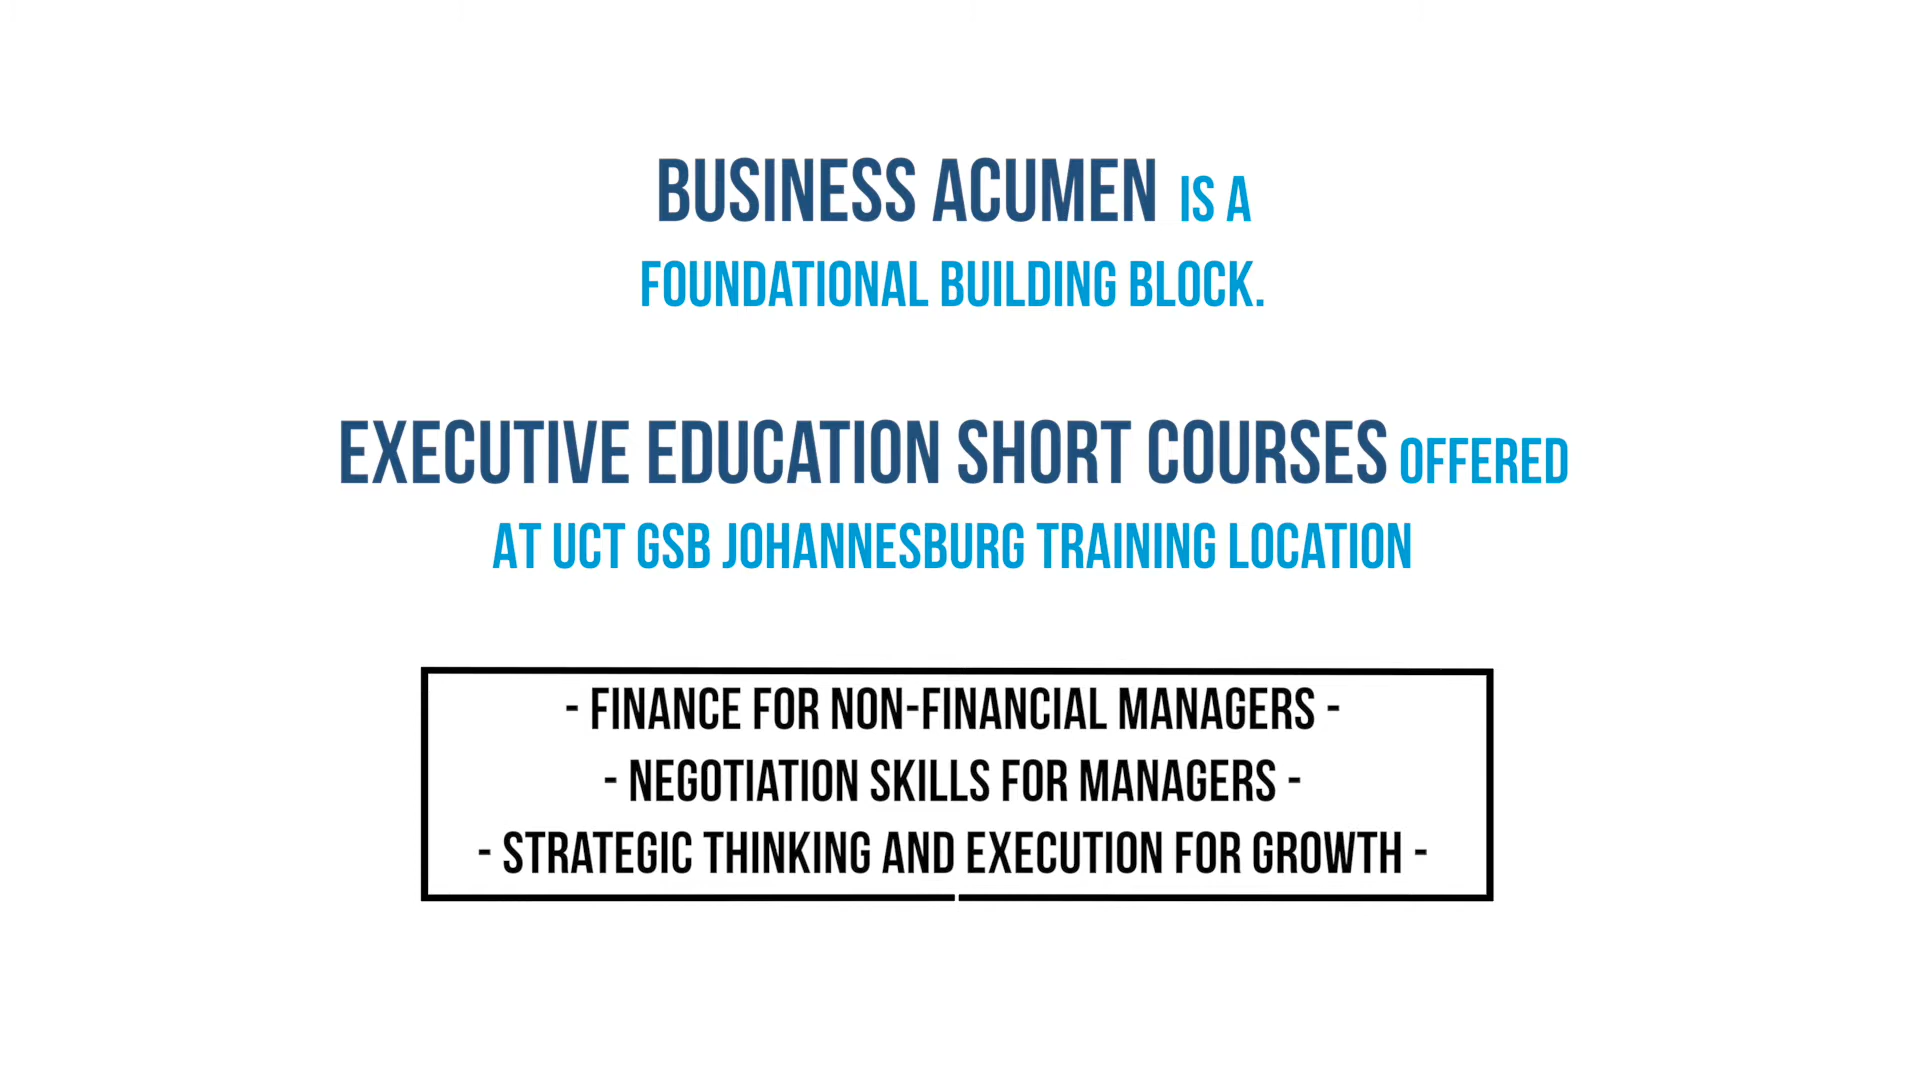 BUSINESS ACUMEN IS A
FOUNDATIONAL BUILDING BLOCK.
EXECUTIVE EDUCATION SHORT COURSES OFFERED
AT UCT GSB JOHANNESBURG TRAINING LOCATION
- FINANCE FOR NON-FINANCIAL MANAGERS -
- NEGOTIATION SKILLS FOR MANAGERS -
- STRATEGIC THINKING AND EXECUTION FOR GROWTH -